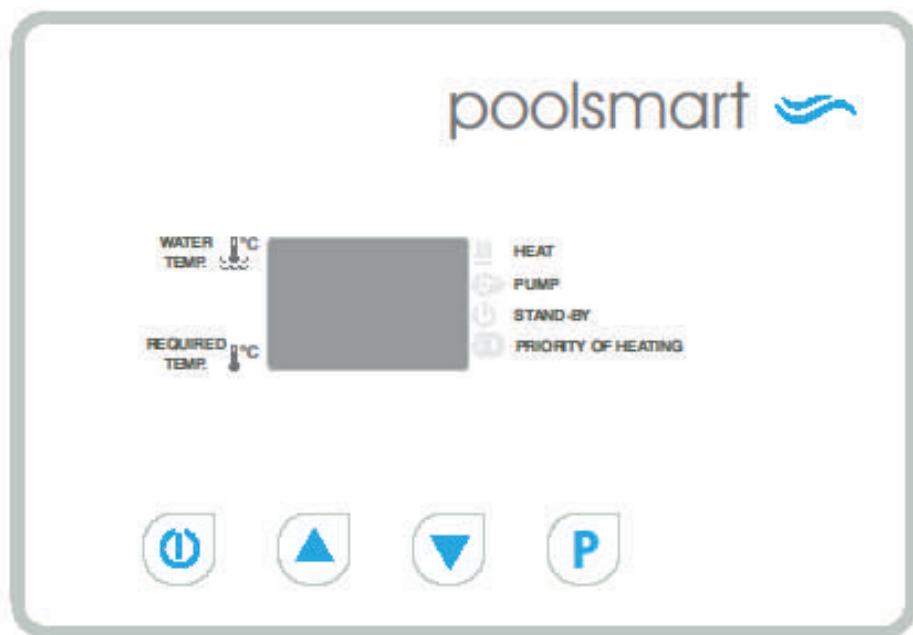 poolsmart
WATER °C
TEMP.
HEAT
PUMP
STAND-BY
REQUIRED °C
TEMP.
PRIORITY OF HEATING
P